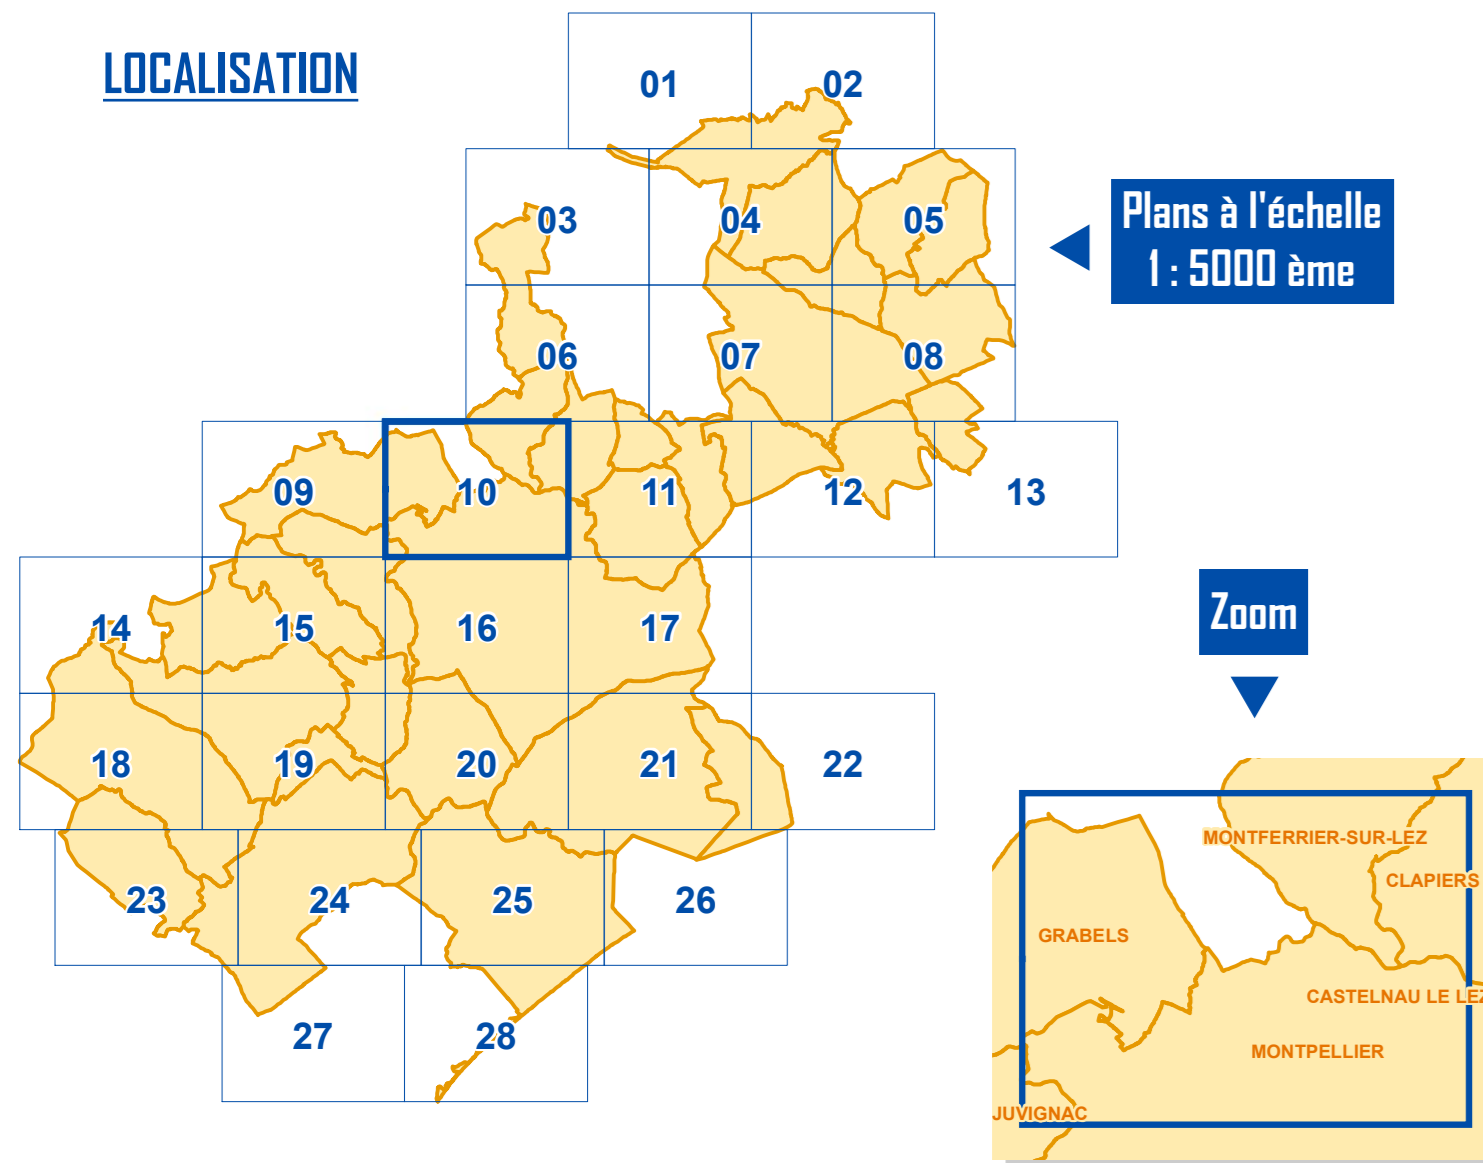 LOCALISATION
01
02
03
04
05
Plans à l'échelle
1 : 5000 ème
06
07
08
09
10
11
12
13
14
15
16
17
Zoom
18
19
20
21
22
23
24
25
26
27
28
MONTFERRIER-SUR-LEZ
CLAPIERS
GRABELS
CASTELNAU LE LEZ
MONTPELLIER
JUVIGNAC